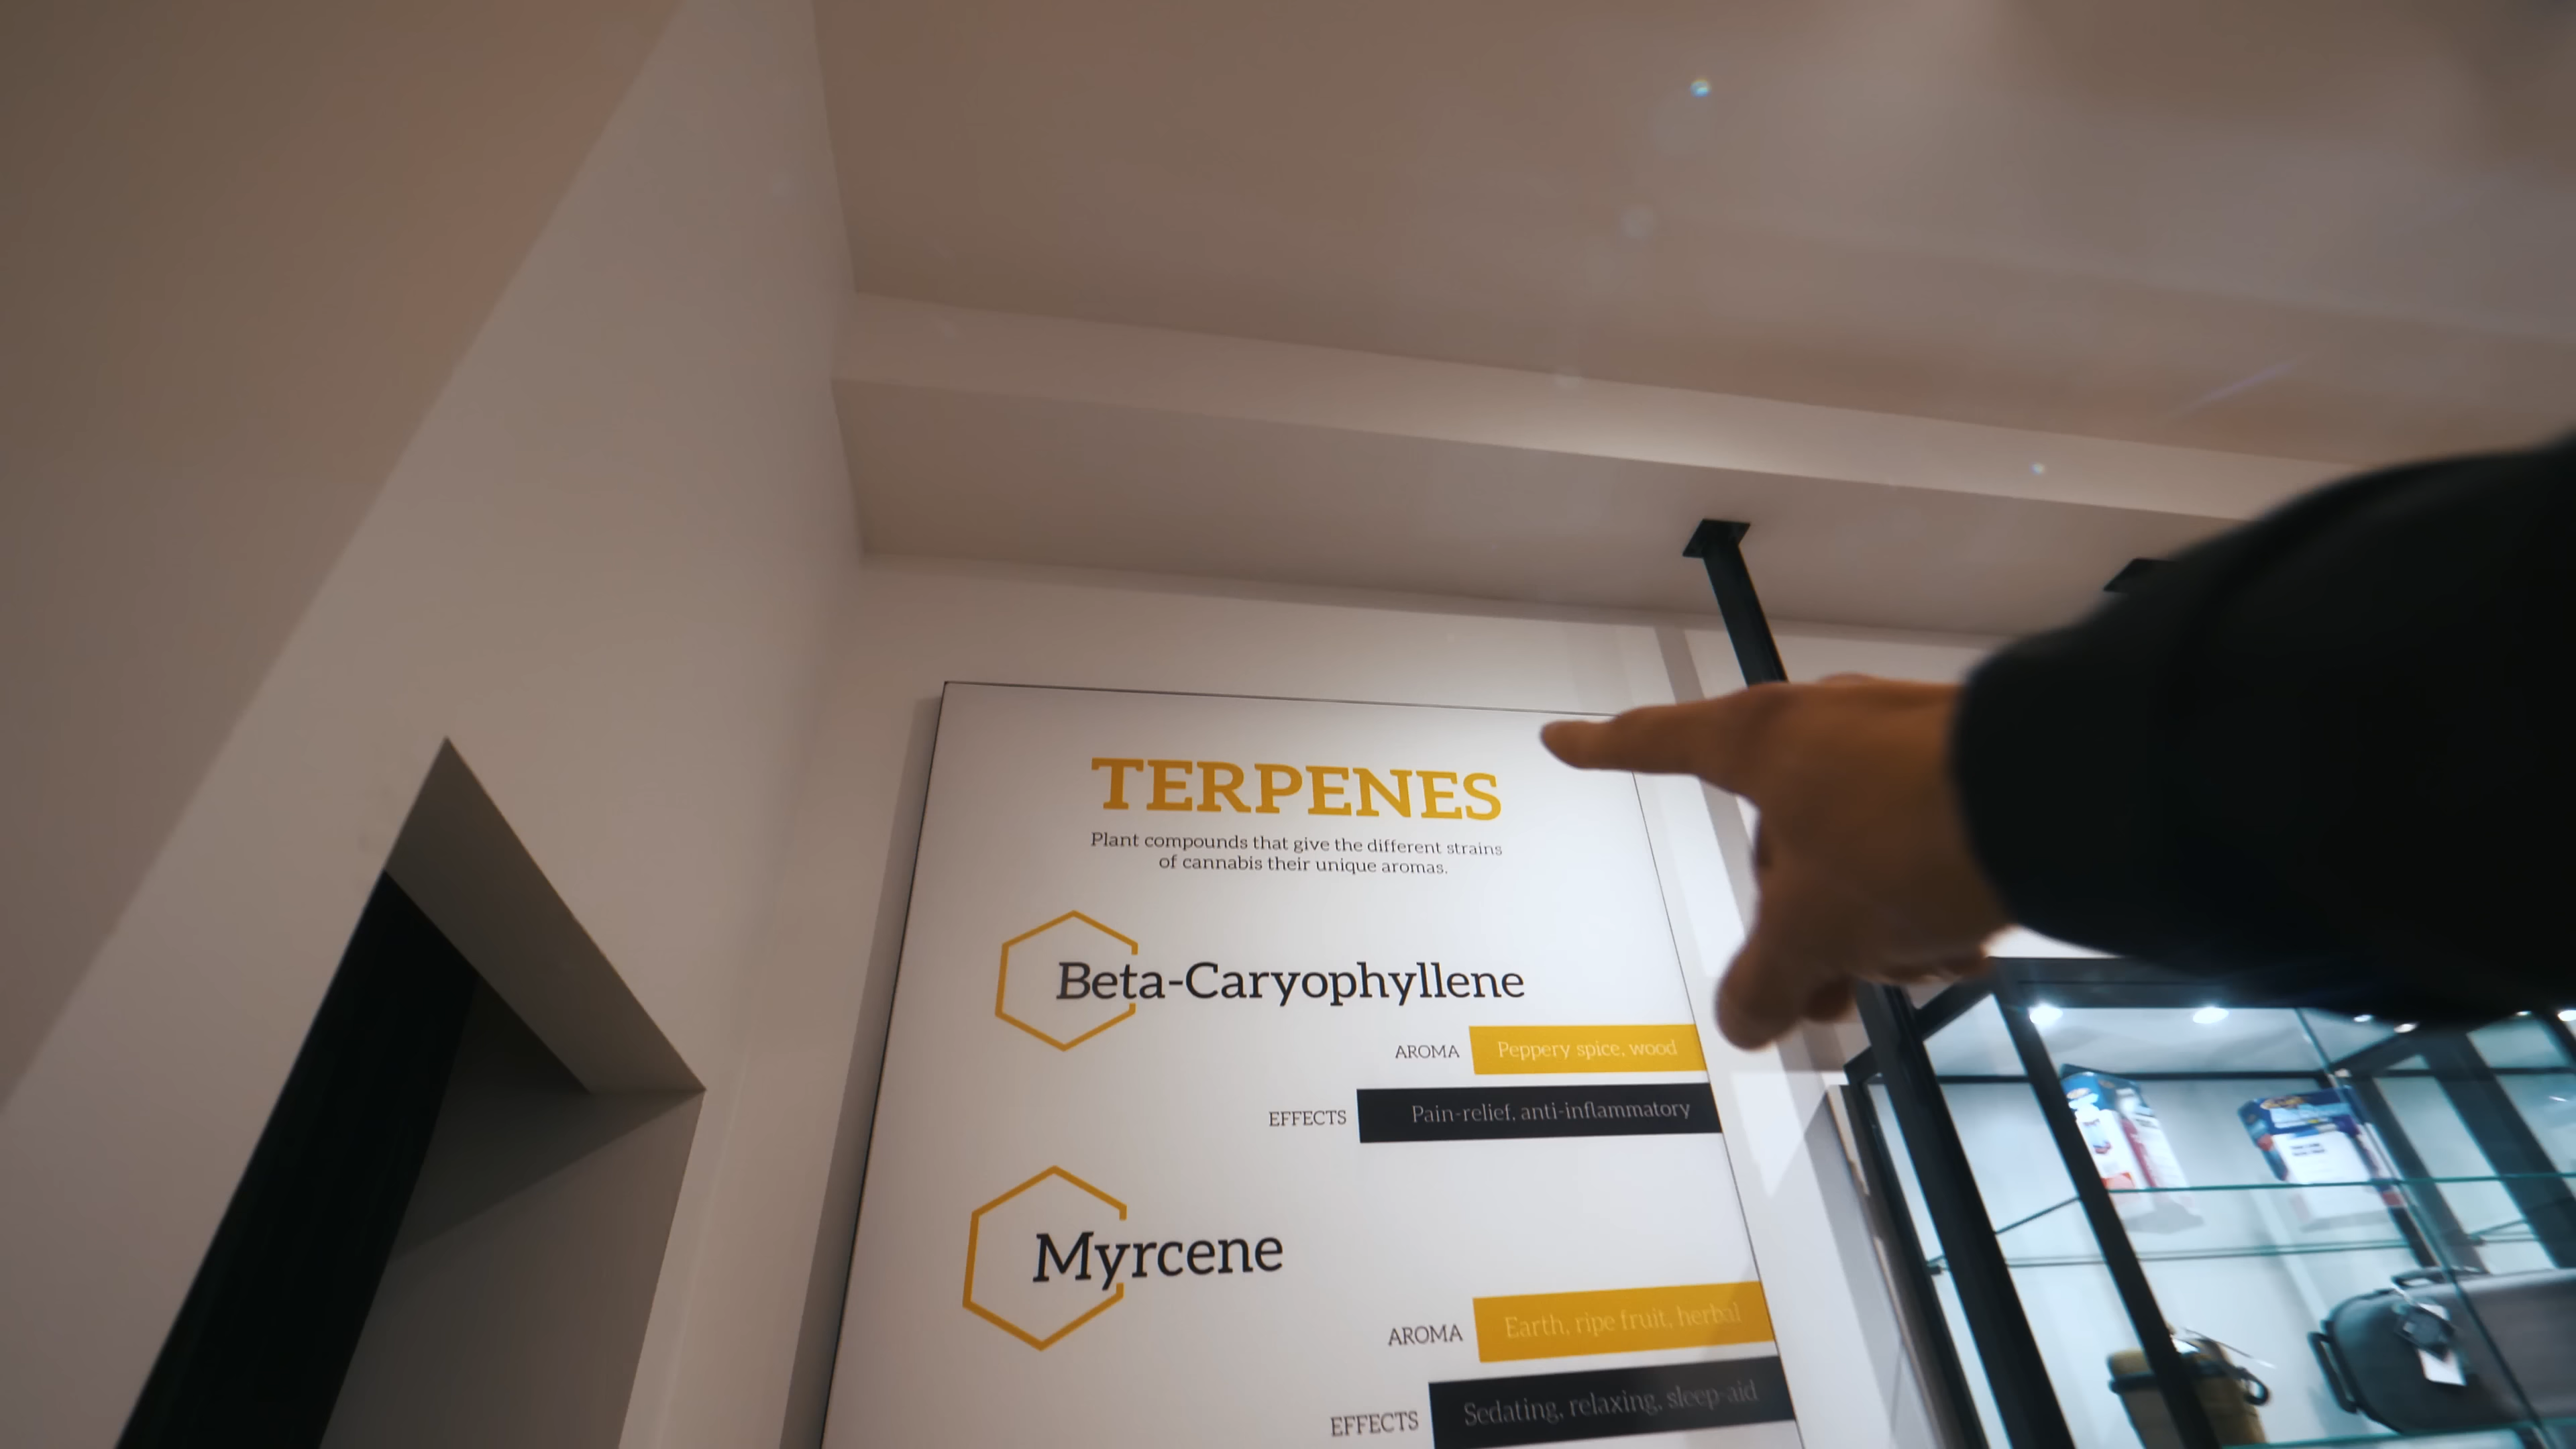 TERPENES
Plant compounds that give the different strains
of cannabis their unique aromas.
Beta-Caryophyllene
AROMA Peppery spice, wood
EFFECTS Pain-relief, anti-inflammatory
Myrcene
AROMA Earth, ripe fruit, herbal
EFFECTS Sedating, relaxing, sleep-aid